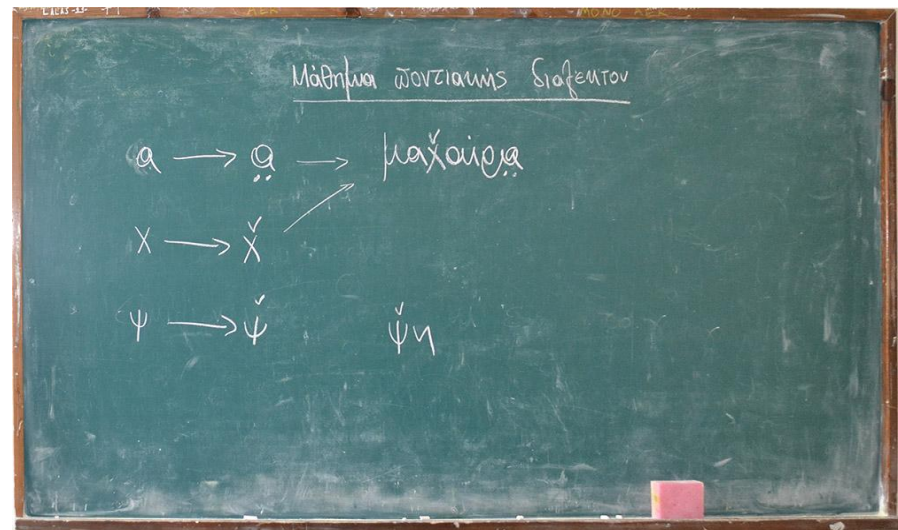 Μάθημα ποντιακής διαλέκτου
α → α̤ → μαχ̌αίρα̤
χ → χ̌
ψ → ψ̌ ψ̌η